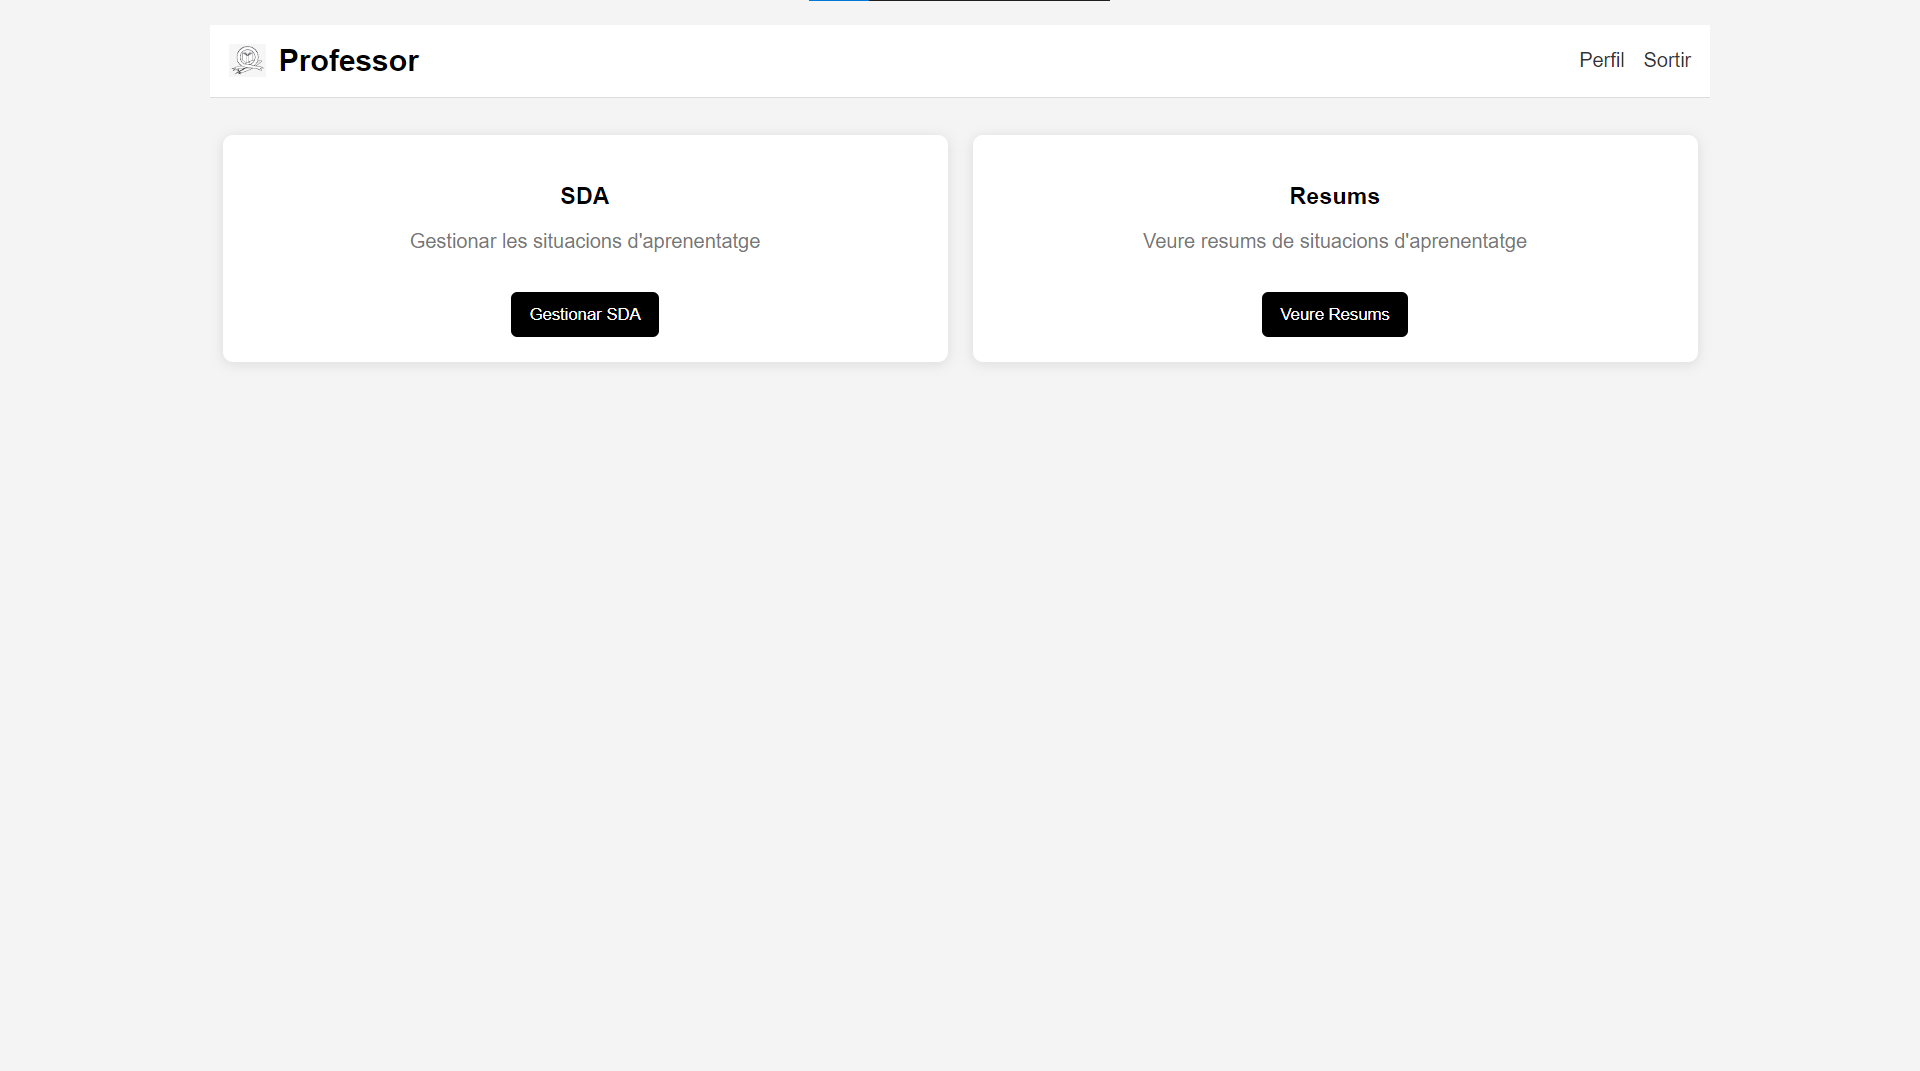 Professor
Perfil Sortir
SDA
Gestionar les situacions d'aprenentatge
Gestionar SDA
Resums
Veure resums de situacions d'aprenentatge
Veure Resums